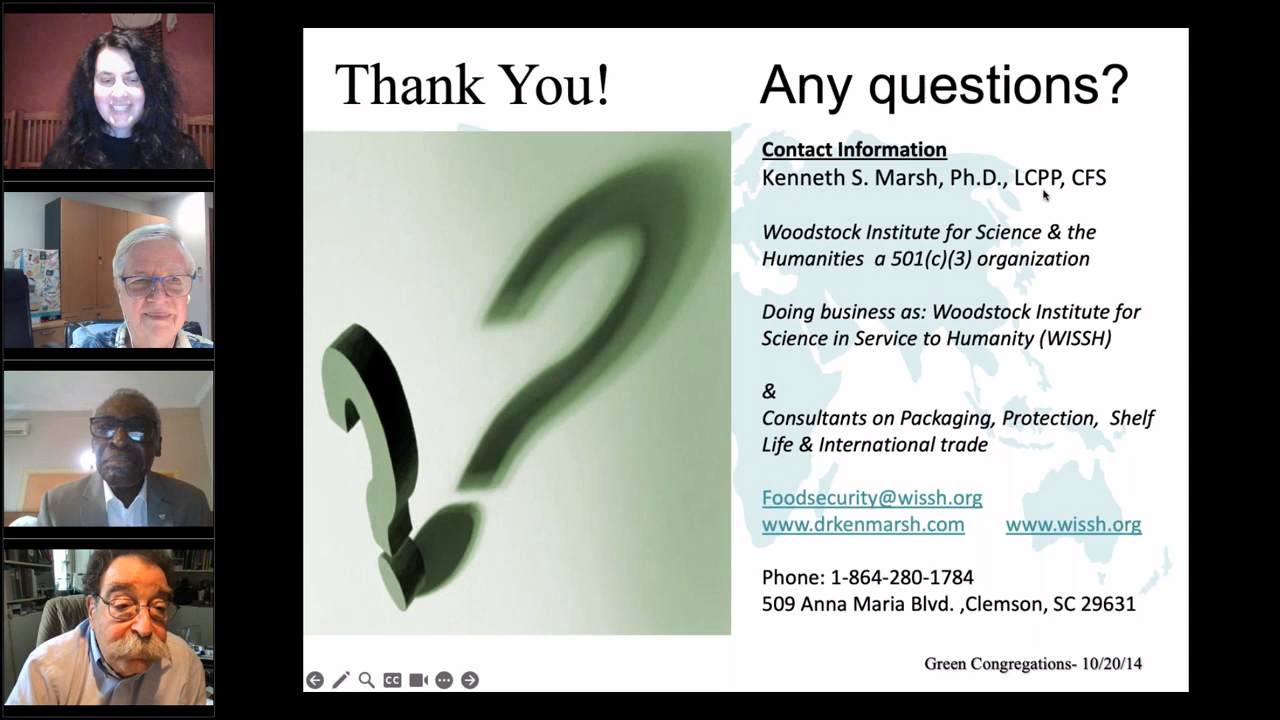 Thank You!
Any questions?
Contact Information
Kenneth S. Marsh, Ph.D., LCPP, CFS
Woodstock Institute for Science & the
Humanities a 501(c)(3) organization
Doing business as: Woodstock Institute for
Science in Service to Humanity (WISSH)
&
Consultants on Packaging, Protection, Shelf
Life & International trade
Foodsecurity@wissh.org
www.drkenmarsh.com www.wissh.org
Phone: 1-864-280-1784
509 Anna Maria Blvd. ,Clemson, SC 29631
Green Congregations- 10/20/14
CC